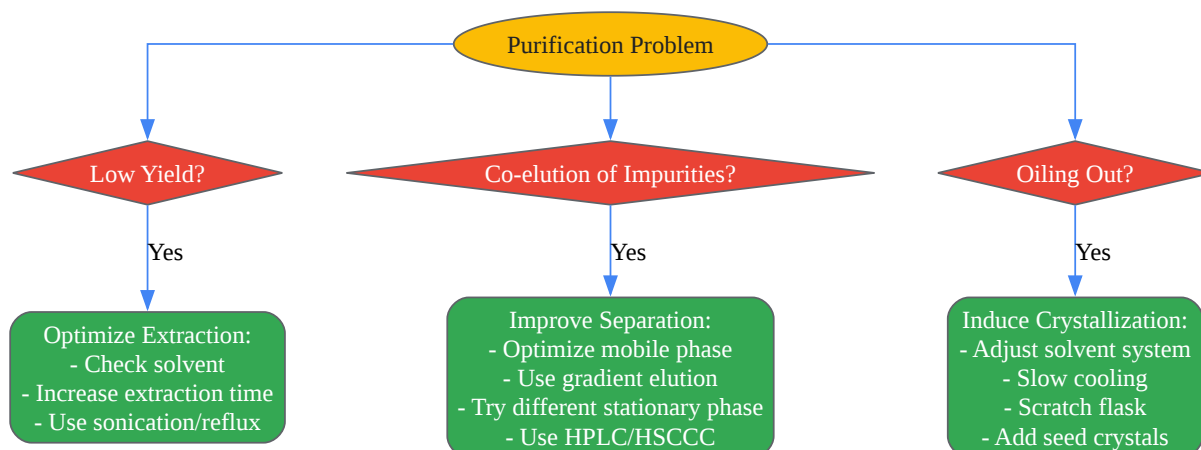 Purification Problem
Low Yield?
Co-elution of Impurities?
Oiling Out?
Yes
Yes
Yes
Optimize Extraction:
- Check solvent
- Increase extraction time
- Use sonication/reflux
Improve Separation:
- Optimize mobile phase
- Use gradient elution
- Try different stationary phase
- Use HPLC/HSCCC
Induce Crystallization:
- Adjust solvent system
- Slow cooling
- Scratch flask
- Add seed crystals